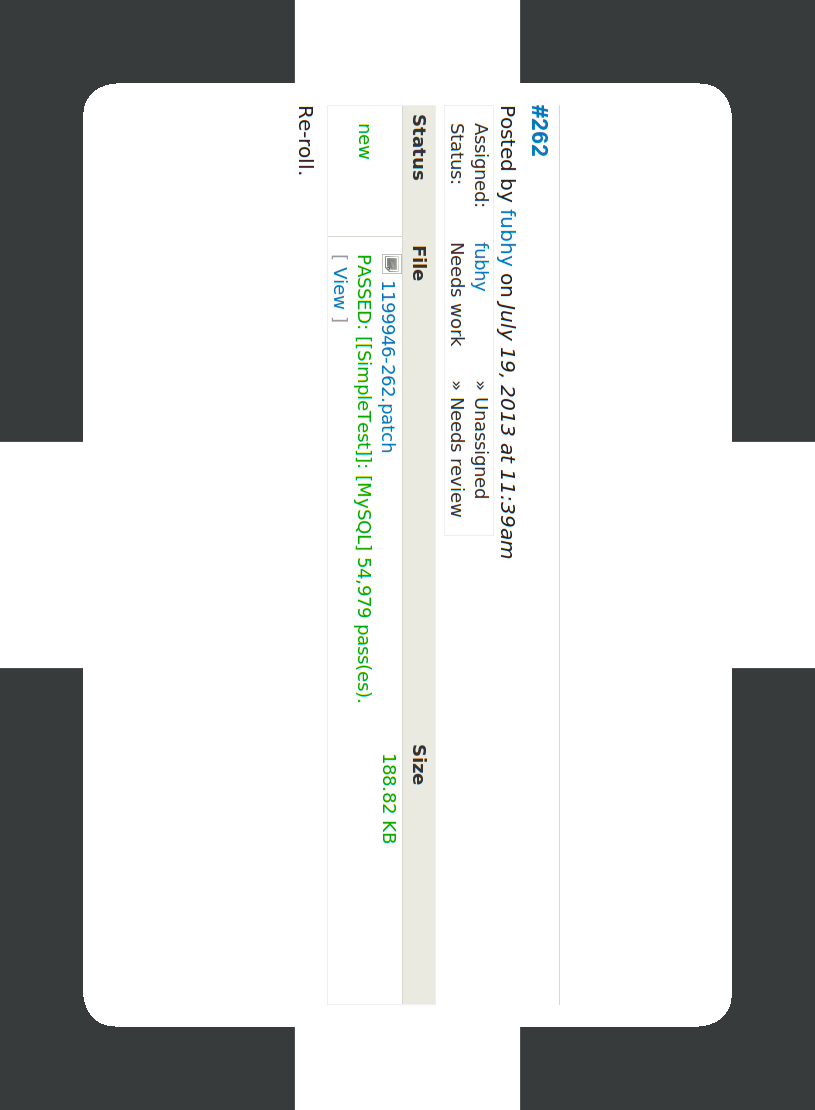 #262
Posted by fubhy on July 19, 2013 at 11:39am
Assigned: fubhy » Unassigned
Status: Needs work » Needs review
Status File Size
new 1199946-262.patch 188.82 KB
PASSED: [[SimpleTest]]: [MySQL] 54,979 pass(es).
[ View ]
Re-roll.